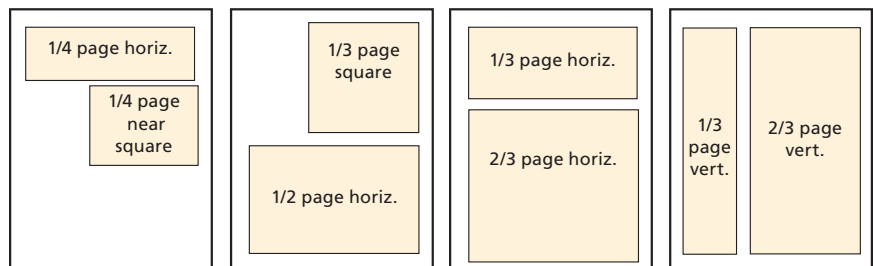 1/4 page horiz.
1/4 page
near
square
1/3 page
square
1/2 page horiz.
1/3 page horiz.
2/3 page horiz.
1/3
page
vert.
2/3 page
vert.